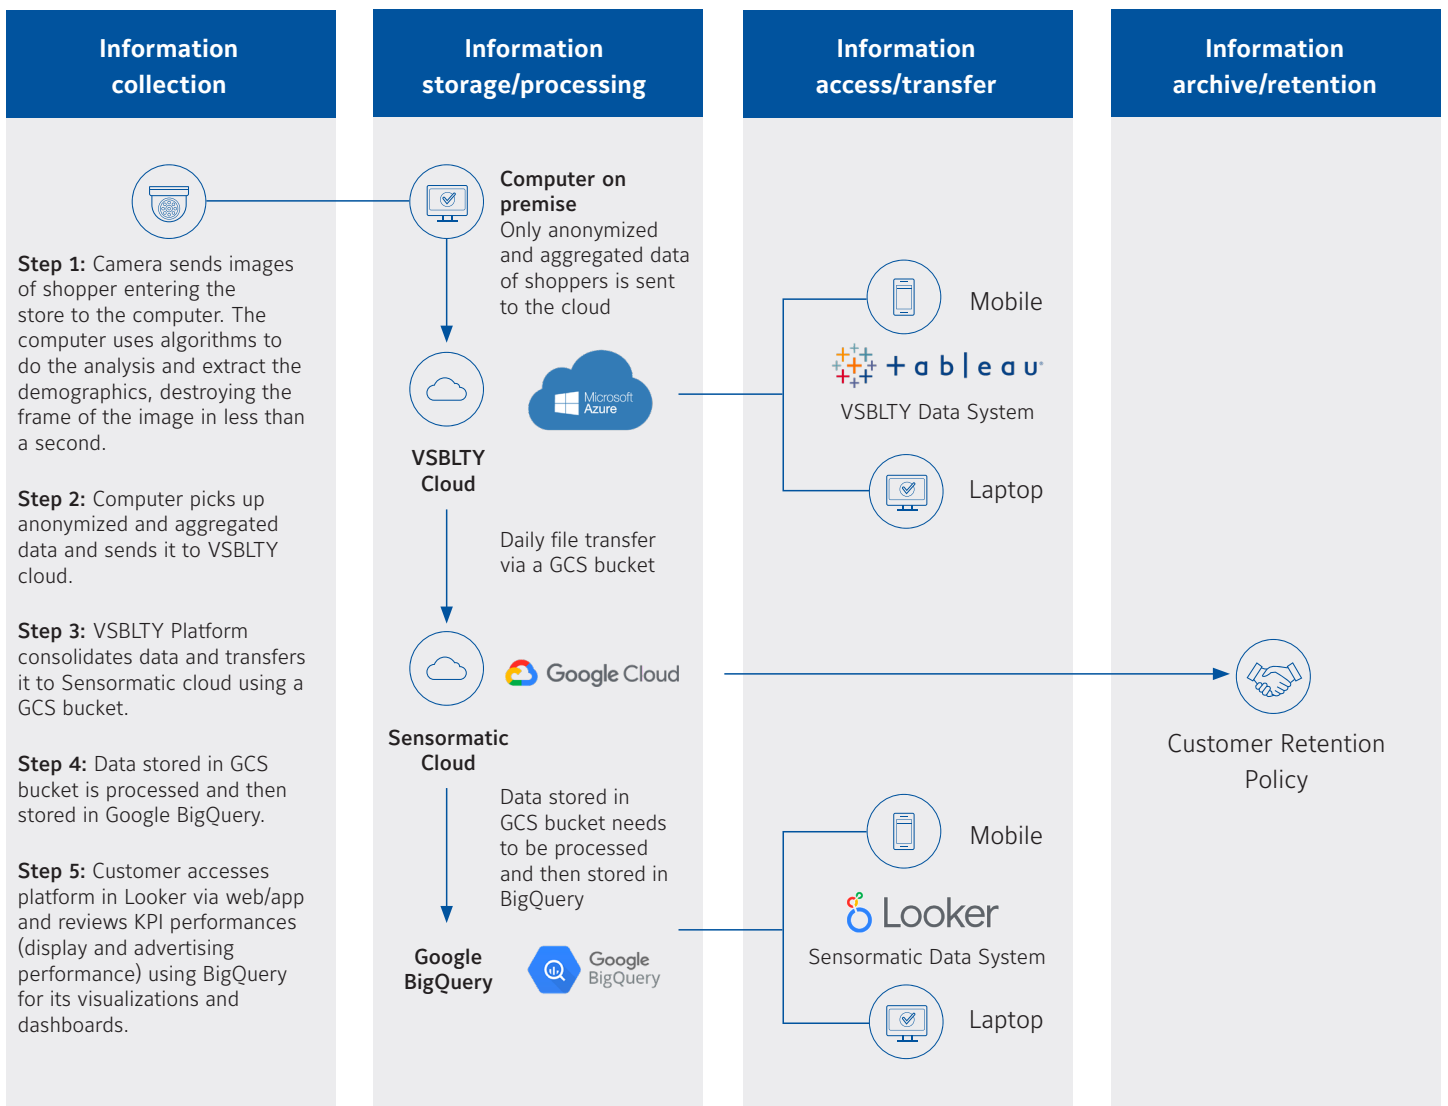 Information
collection
Step 1: Camera sends images
of shopper entering the
store to the computer. The
computer uses algorithms to
do the analysis and extract the
demographics, destroying the
frame of the image in less than
a second.
Step 2: Computer picks up
anonymized and aggregated
data and sends it to VSBLTY
cloud.
Step 3: VSBLTY Platform
consolidates data and transfers
it to Sensormatic cloud using a
GCS bucket.
Step 4: Data stored in GCS
bucket is processed and then
stored in Google BigQuery.
Step 5: Customer accesses
platform in Looker via web/app
and reviews KPI performances
(display and advertising
performance) using BigQuery
for its visualizations and
dashboards.
Information
storage/processing
Computer on
premise
Only anonymized
and aggregated data
of shoppers is sent
to the cloud
Microsoft
Azure
VSBLTY
Cloud
Daily file transfer
via a GCS bucket
Google Cloud
Sensormatic
Cloud
Data stored in
GCS bucket needs
to be processed
and then stored in
BigQuery
Google
BigQuery
Google
BigQuery
Information
access/transfer
Mobile
+ableau
VSBLTY Data System
Laptop
Mobile
Looker
Sensormatic Data System
Laptop
Information
archive/retention
Customer Retention
Policy